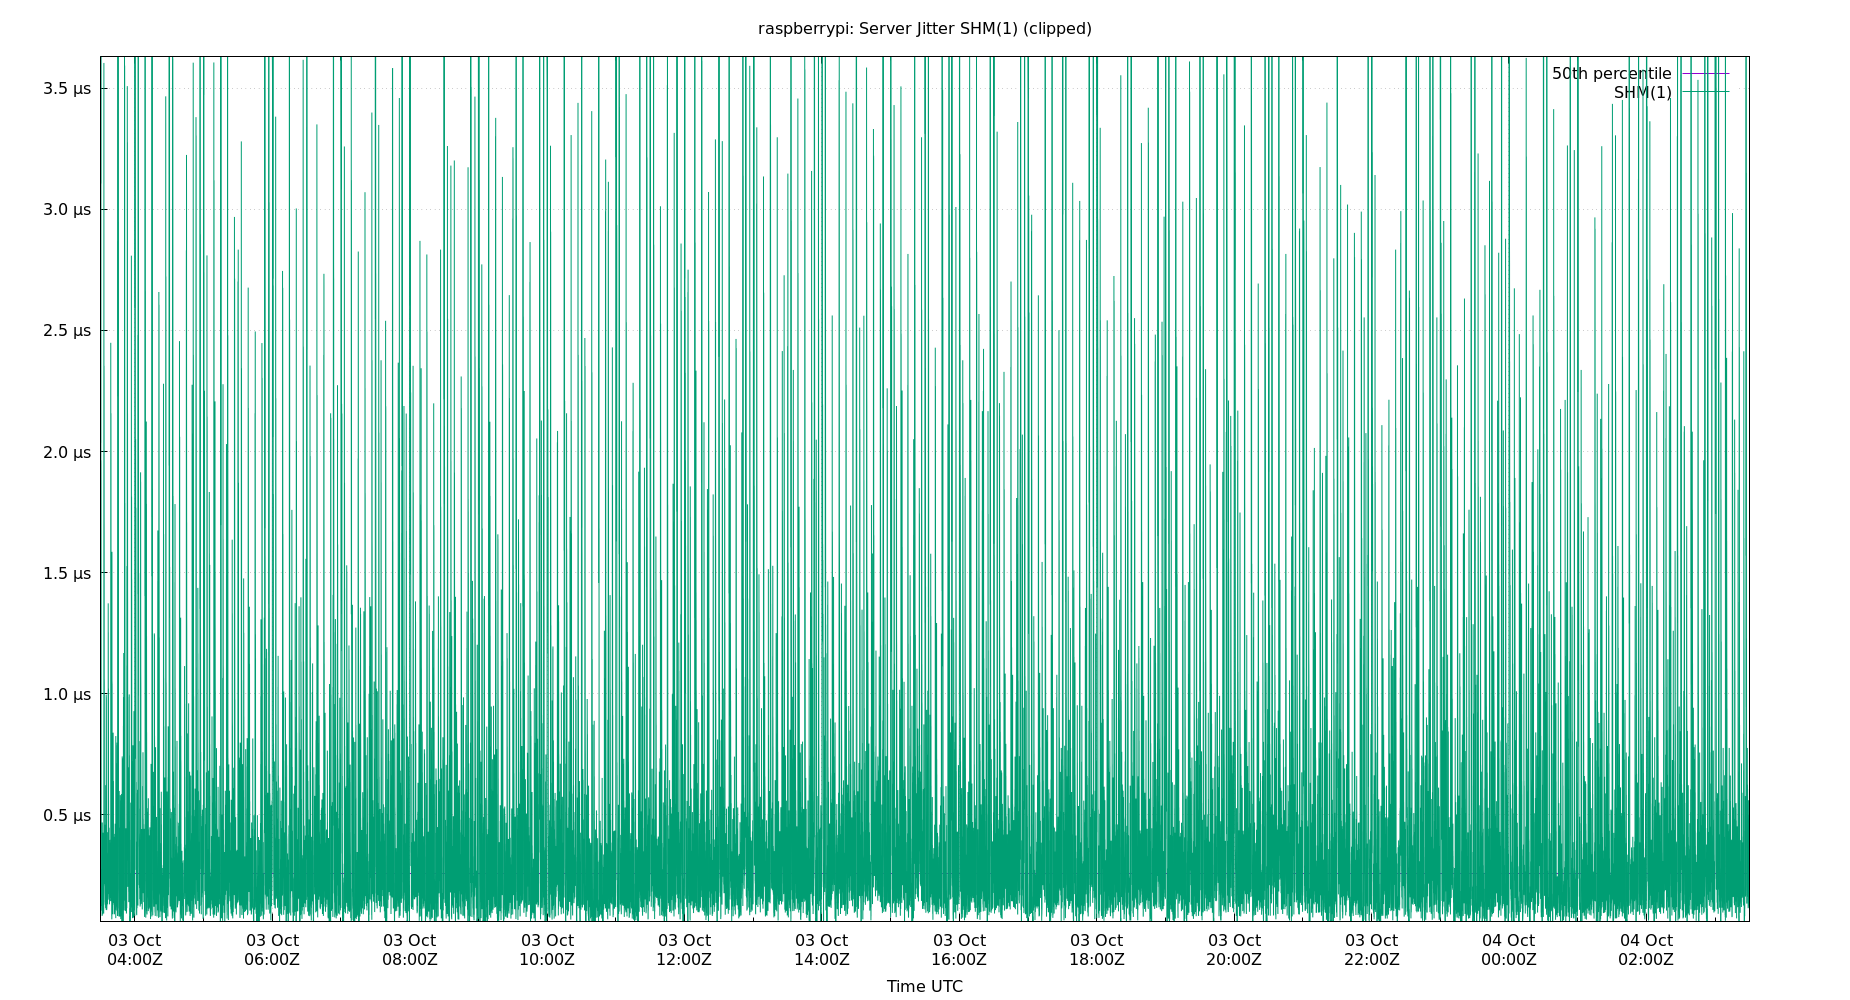 raspberrypi: Server Jitter SHM(1) (clipped)
50th percentile
SHM(1)
3.5 µs
3.0 µs
2.5 µs
2.0 µs
1.5 µs
1.0 µs
0.5 µs
03 Oct 03 Oct 03 Oct 03 Oct 03 Oct 03 Oct 03 Oct 03 Oct 03 Oct 03 Oct 04 Oct 04 Oct
04:00Z 06:00Z 08:00Z 10:00Z 12:00Z 14:00Z 16:00Z 18:00Z 20:00Z 22:00Z 00:00Z 02:00Z
Time UTC